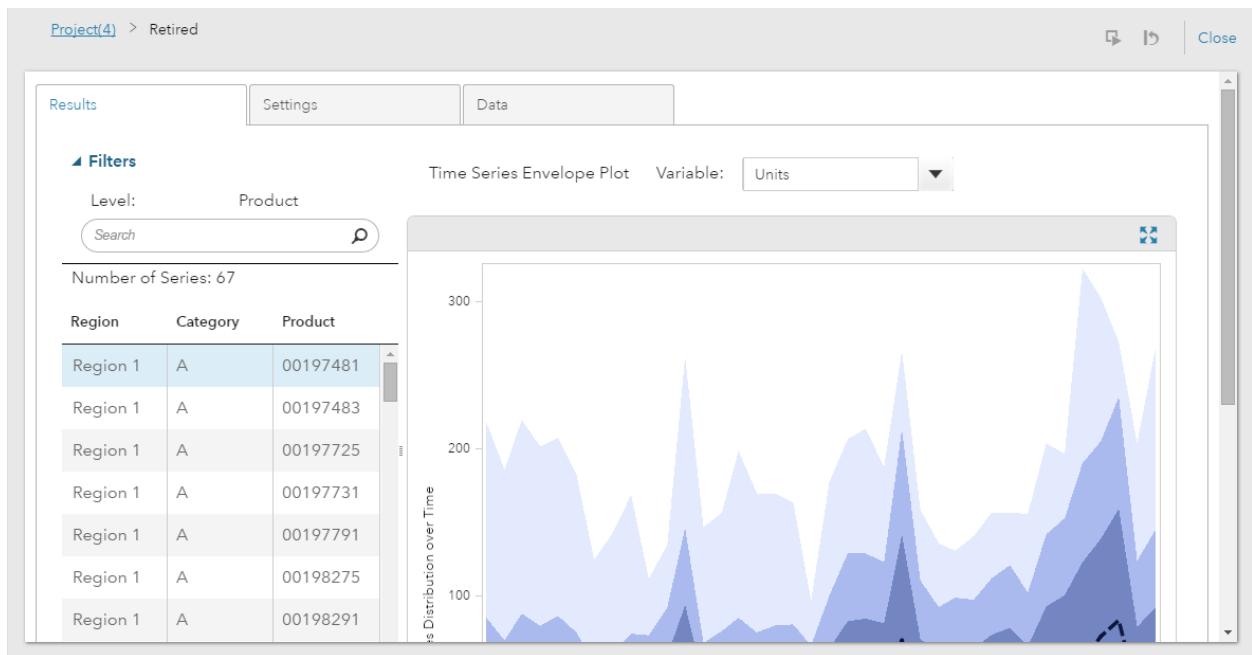 Project(4) > Retired
Close
Results Settings Data
Filters
Level: Product
Search
Number of Series: 67
Region Category Product
Region 1 A 00197481
Region 1 A 00197483
Region 1 A 00197725
Region 1 A 00197731
Region 1 A 00197791
Region 1 A 00198275
Region 1 A 00198291
Time Series Envelope Plot Variable: Units
300
200
100
Distribution over Time